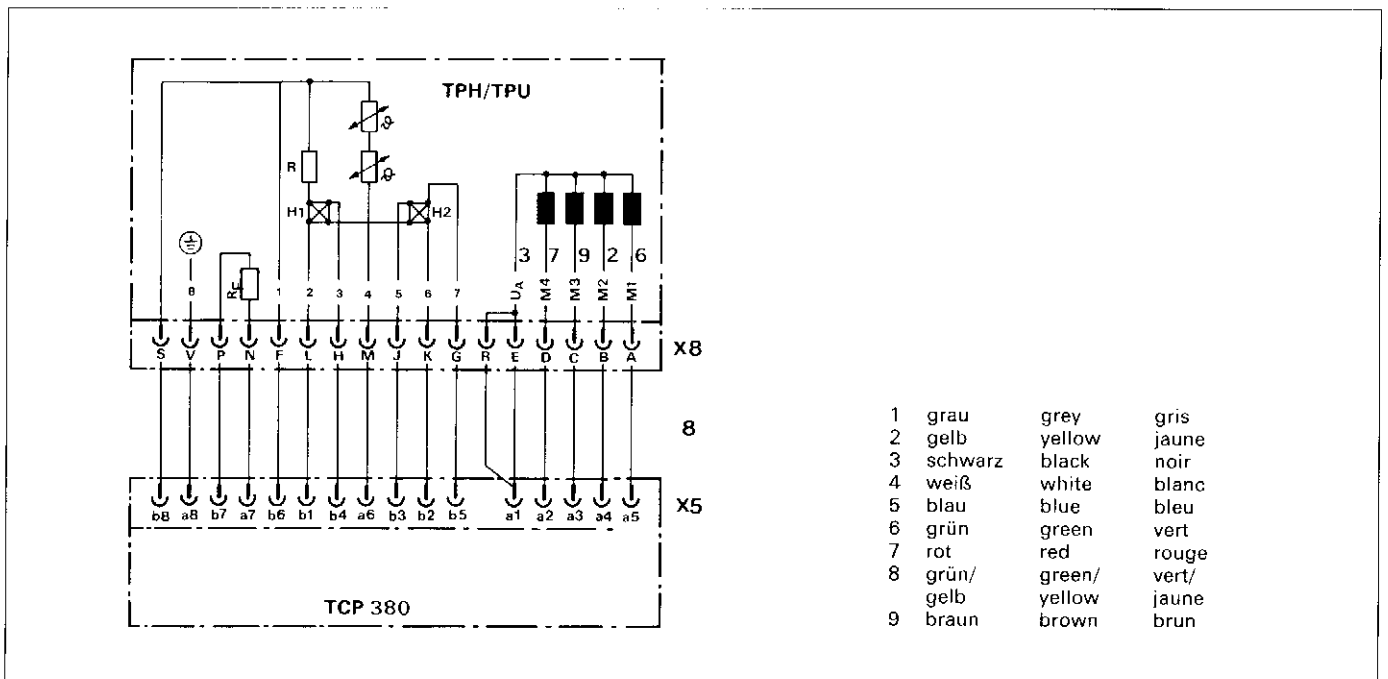 TPH/TPU
ϑ
R
ϑ
H1
H2
3 7 9 2 6
RF
8 1 2 3 4 5 6 7 UA M4 M3 M2 M1
S V P N F L H M J K G R E D C B A
X8
8
X5
b8 a8 b7 a7 b6 b1 b4 a6 b3 b2 b5 a1 a2 a3 a4 a5
TCP 380
1 grau grey gris
2 gelb yellow jaune
3 schwarz black noir
4 weiß white blanc
5 blau blue bleu
6 grün green vert
7 rot red rouge
8 grün/ green/ vert/
gelb yellow jaune
9 braun brown brun